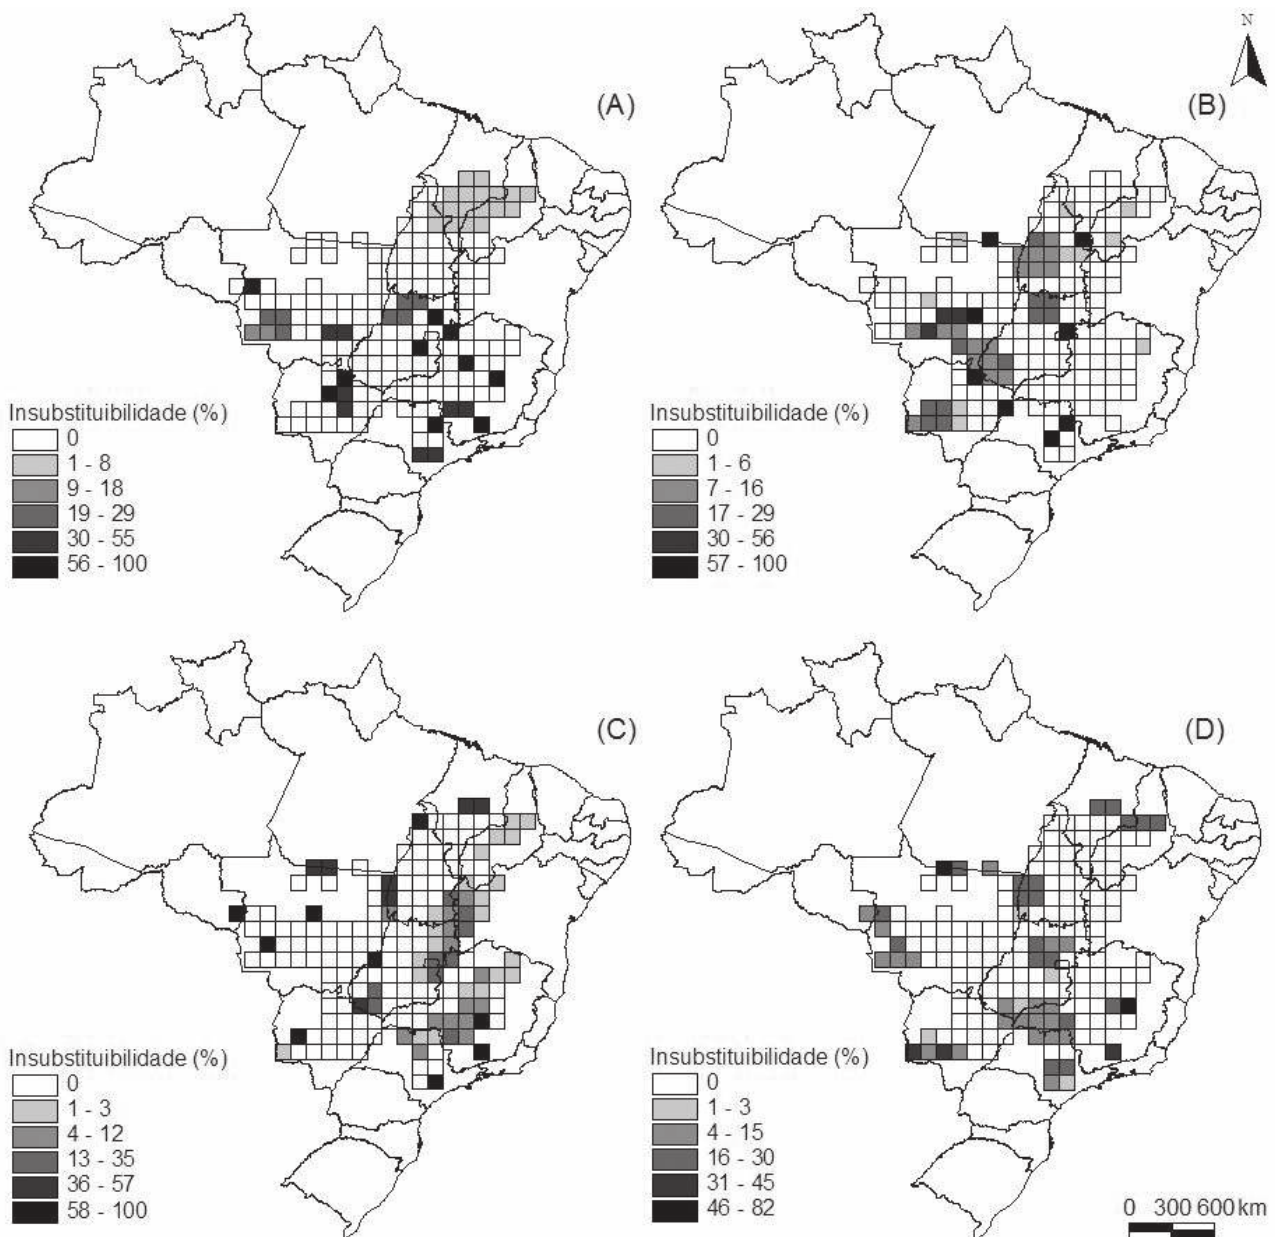 N
(A)
(B)
Insubstituibilidade (%)
0
1 - 8
9 - 18
19 - 29
30 - 55
56 - 100
Insubstituibilidade (%)
0
1 - 6
7 - 16
17 - 29
30 - 56
57 - 100
(C)
(D)
Insubstituibilidade (%)
0
1 - 3
4 - 12
13 - 35
36 - 57
58 - 100
Insubstituibilidade (%)
0
1 - 3
4 - 15
16 - 30
31 - 45
46 - 82
0 300 600 km